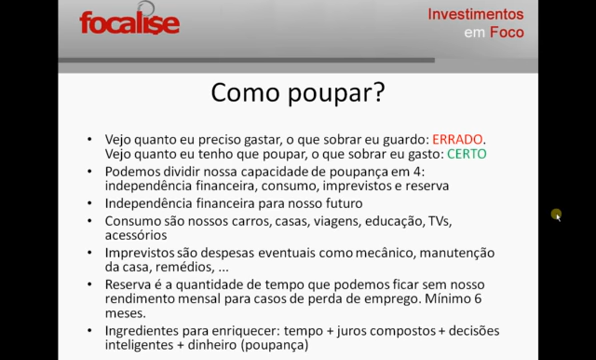 focalise
Investimentos
em Foco
Como poupar?
• Vejo quanto eu preciso gastar, o que sobrar eu guardo: ERRADO.
Vejo quanto eu tenho que poupar, o que sobrar eu gasto: CERTO
• Podemos dividir nossa capacidade de poupança em 4:
independência financeira, consumo, imprevistos e reserva
• Independência financeira para nosso futuro
• Consumo são nossos carros, casas, viagens, educação, TVs,
acessórios
• Imprevistos são despesas eventuais como mecânico, manutenção
da casa, remédios, ...
• Reserva é a quantidade de tempo que podemos ficar sem nosso
rendimento mensal para casos de perda de emprego. Mínimo 6
meses.
• Ingredientes para enriquecer: tempo + juros compostos + decisões
inteligentes + dinheiro (poupança)